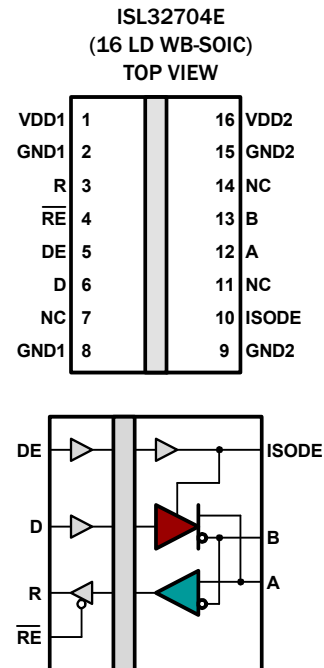 ISL32704E
(16 LD WB-SOIC)
TOP VIEW
VDD1 1 16 VDD2
GND1 2 15 GND2
R 3 14 NC
RE 4 13 B
DE 5 12 A
D 6 11 NC
NC 7 10 ISODE
GND1 8 9 GND2
DE ISODE
D B
R A
RE